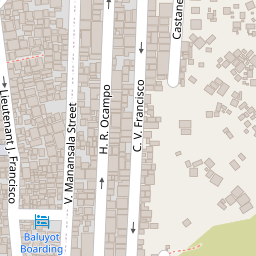 Castane
Lieutenant J. Francisco
V. Manansala Street
H. R. Ocampo
C. V. Francisco
Baluyot
Boarding